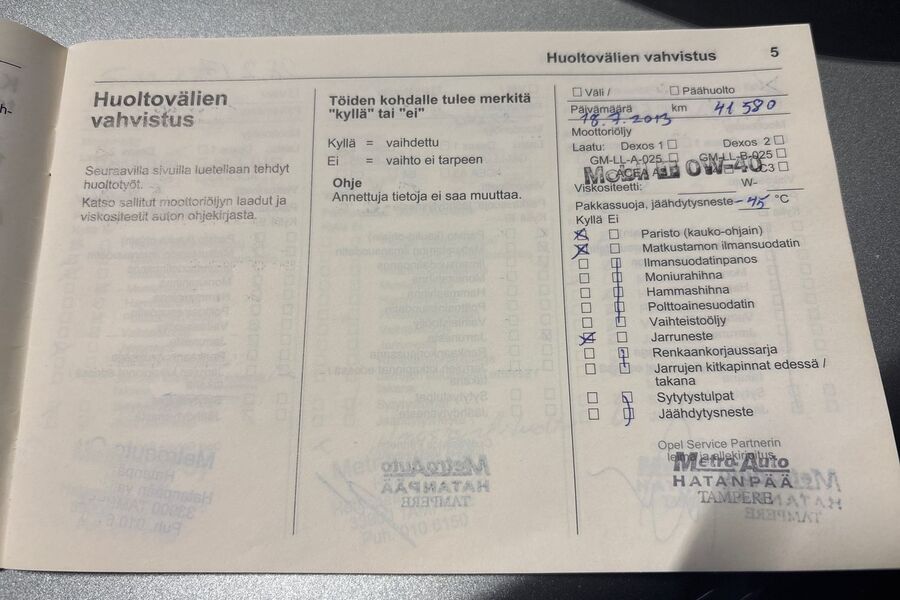 Huoltovälien vahvistus 5
Huoltovälien
vahvistus
Seuraavilla sivuilla luetellaan tehdyt
huoltotyöt.
Katso sallitut moottoriöljyn laadut ja
viskositeetit auton ohjekirjasta.
Töiden kohdalle tulee merkitä
"kyllä" tai "ei"
Kyllä = vaihdettu
Ei = vaihto ei tarpeen
Ohje
Annettuja tietoja ei saa muuttaa.
Väli / Päähuolto
Päivämäärä km 41 580
18.7.2013
Moottoriöljy
Laatu: Dexos 1 Dexos 2
GM-LL-A-025 GM-LL-B-025
ACEA C3
0W-40
Viskositeetti: W-
Pakkassuoja, jäähdytysneste -45 °C
Kyllä Ei
Paristo (kauko-ohjain)
Matkustamon ilmansuodatin
Ilmansuodatinpanos
Moniurahihna
Hammashihna
Polttoainesuodatin
Vaihteistoöljy
Jarruneste
Renkaankorjaussarja
Jarrujen kitkapinnat edessä /
takana
Sytytystulpat
Jäähdytysneste
Opel Service Partnerin
leima ja allekirjoitus
Metro-Auto
HATANPÄÄ
TAMPERE